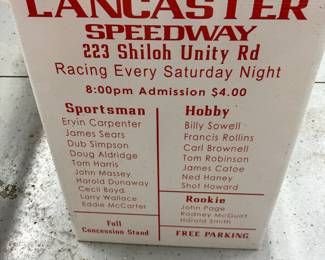 LANCASTER
SPEEDWAY
223 Shiloh Unity Rd
Racing Every Saturday Night
8:00pm Admission $4.00
Sportsman
Ervin Carpenter
James Sears
Dub Simpson
Doug Aldridge
Tom Harris
John Massey
Harold Dunaway
Cecil Boyd
Larry Wallace
Eddie McCarter
Full
Concession Stand
Hobby
Billy Sowell
Francis Rollins
Carl Brownell
Tom Robinson
James Catoe
Ned Haney
Shot Howard
Rookie
John Page
Rodney McGuirt
Harold Smith
FREE PARKING